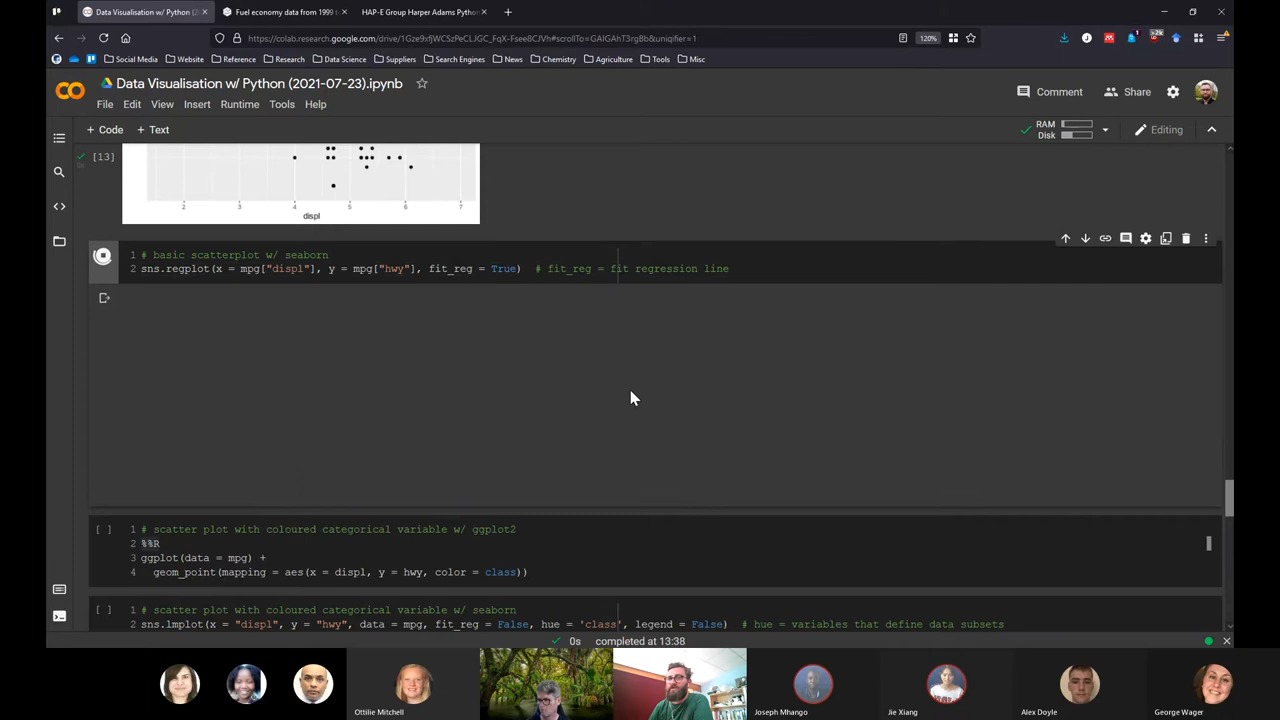 Data Visualisation w/ Python (2
Fuel economy data from 1999 t
HAP-E Group Harper Adams Python
https://colab.research.google.com/drive/1Gze9xfjWCSzPeCLJGC_FqX-Fsee8CJVh#scrollTo=GAIGAhT3rgBb&uniqifier=1
120%
Social Media
Website
Reference
Research
Data Science
Suppliers
Search Engines
News
Chemistry
Agriculture
Tools
Misc
Data Visualisation w/ Python (2021-07-23).ipynb
Comment
Share
File Edit View Insert Runtime Tools Help
+ Code + Text
RAM
Disk
Editing
[13]
2 3 4 5 6 7
displ
1 # basic scatterplot w/ seaborn
2 sns.regplot(x = mpg["displ"], y = mpg["hwy"], fit_reg = True) # fit_reg = fit regression line
[ ] 1 # scatter plot with coloured categorical variable w/ ggplot2
2 %%R
3 ggplot(data = mpg) +
4 geom_point(mapping = aes(x = displ, y = hwy, color = class))
[ ] 1 # scatter plot with coloured categorical variable w/ seaborn
2 sns.lmplot(x = "displ", y = "hwy", data = mpg, fit_reg = False, hue = 'class', legend = False) # hue = variables that define data subsets
0s completed at 13:38
Ottilie Mitchell
Joseph Mhango
Jie Xiang
Alex Doyle
George Wager